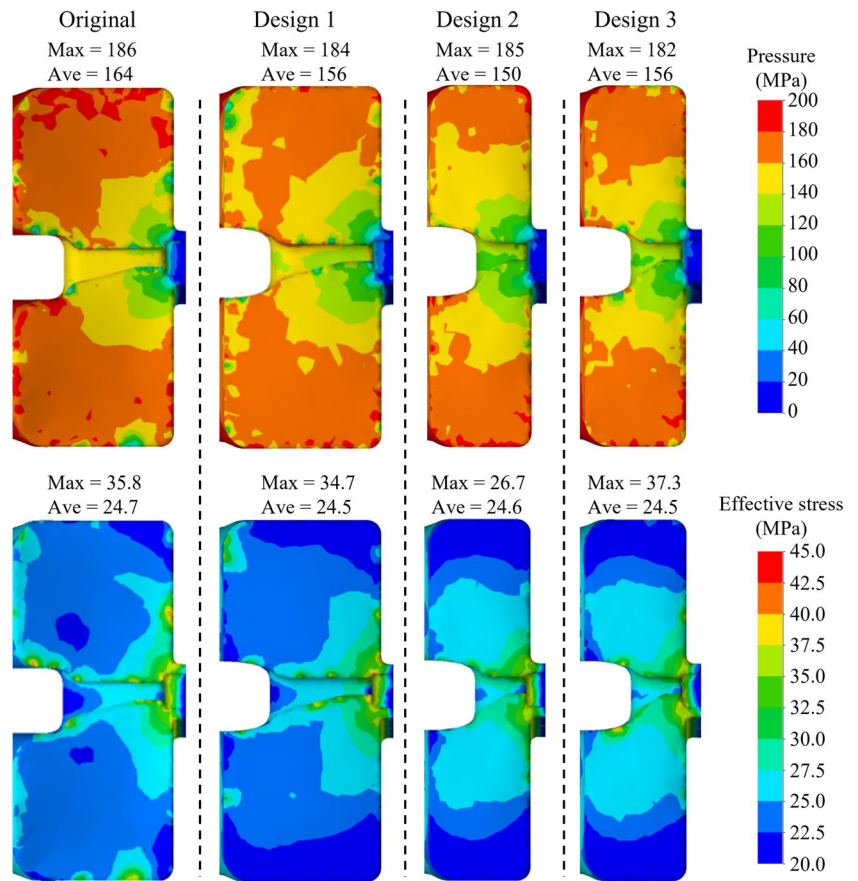 Original
Max = 186
Ave = 164
Design 1
Max = 184
Ave = 156
Design 2
Max = 185
Ave = 150
Design 3
Max = 182
Ave = 156
Pressure
(MPa)
200
180
160
140
120
100
80
60
40
20
0
Max = 35.8
Ave = 24.7
Max = 34.7
Ave = 24.5
Max = 26.7
Ave = 24.6
Max = 37.3
Ave = 24.5
Effective stress
(MPa)
45.0
42.5
40.0
37.5
35.0
32.5
30.0
27.5
25.0
22.5
20.0